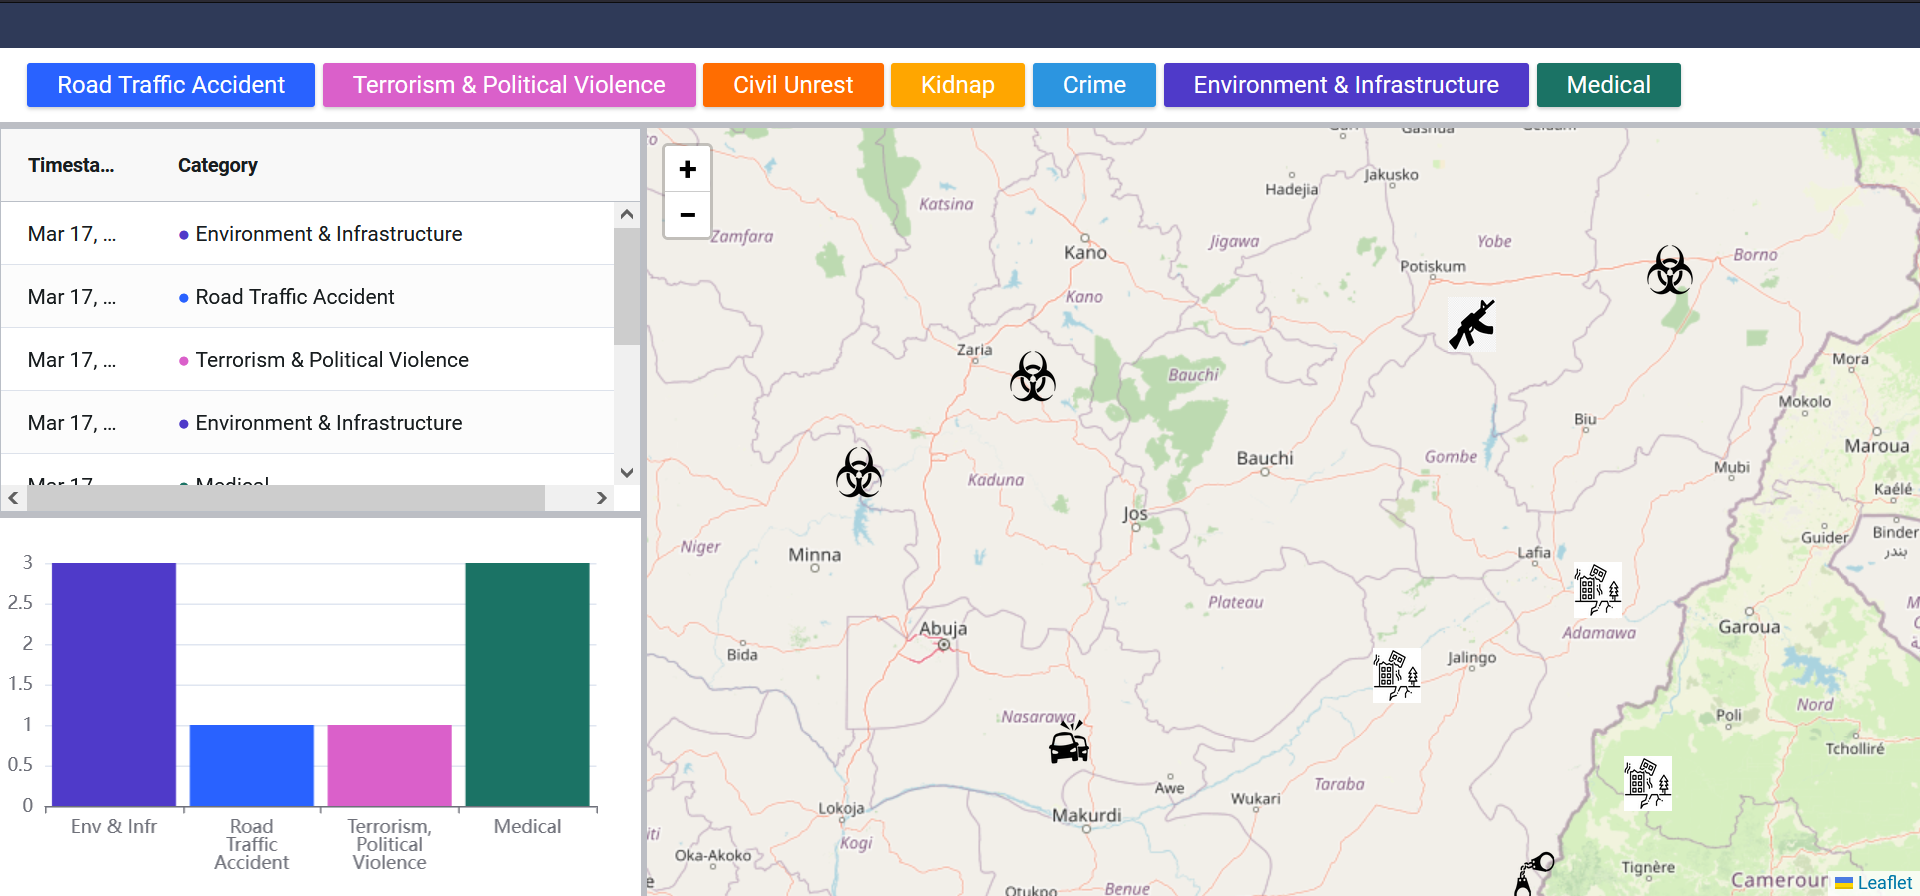 Road Traffic Accident
Terrorism & Political Violence
Civil Unrest
Kidnap
Crime
Environment & Infrastructure
Medical
Timesta...
Category
Mar 17, ...
Environment & Infrastructure
Mar 17, ...
Road Traffic Accident
Mar 17, ...
Terrorism & Political Violence
Mar 17, ...
Environment & Infrastructure
Mar 17
Medical
3
2.5
2
1.5
1
0.5
0
Env & Infr
Road
Traffic
Accident
Terrorism,
Political
Violence
Medical
+
−
Gashua
Hadejia
Jakusko
Katsina
Zamfara
Kano
Jigawa
Yobe
Potiskum
Borno
Kano
Zaria
Bauchi
Mora
Mokolo
Biu
Maroua
Bauchi
Gombe
Mubi
Kaduna
Kaélé
Jos
Niger
Minna
Lafia
Guider
Binder
بندر
Plateau
Abuja
Adamawa
Garoua
Bida
Jalingo
Nasarawa
Nord
Poli
Tcholliré
Taraba
Awe
Wukari
Lokoja
Makurdi
Kogi
Oka-Akoko
Tignère
Otukpo
Benue
Cameroun
Leaflet